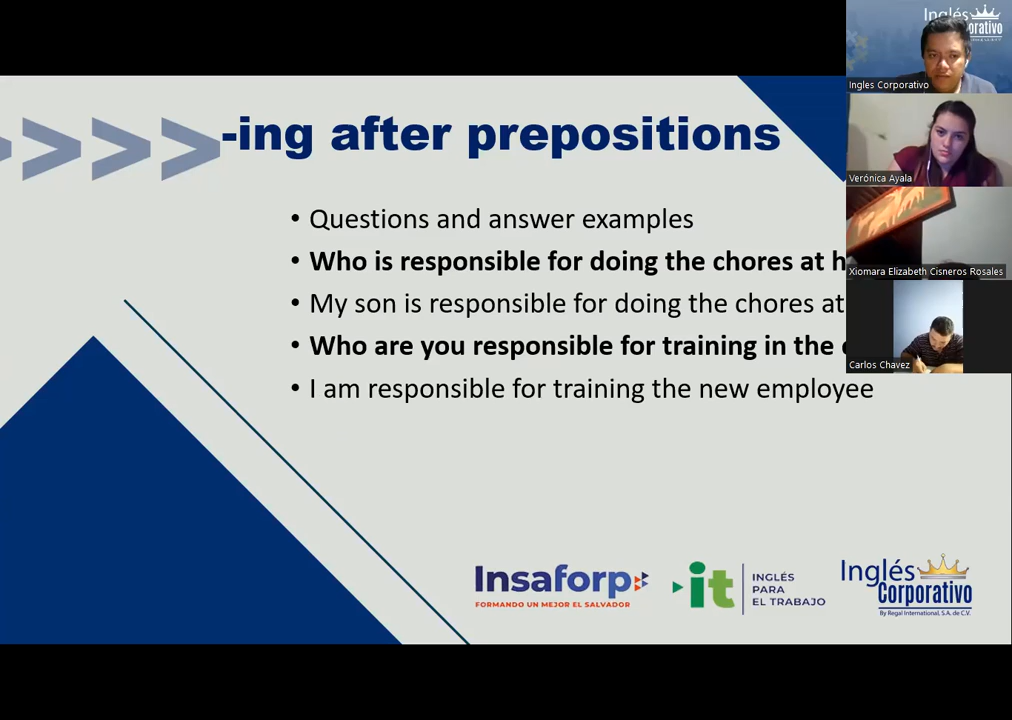 -ing after prepositions
• Questions and answer examples
• Who is responsible for doing the chores at
• My son is responsible for doing the chores at
• Who are you responsible for training in the
• I am responsible for training the new employee
Insaforp
FORMANDO UN MEJOR EL SALVADOR
it
INGLÉS
PARA
EL TRABAJO
Inglés
Corporativo
By Regal International, S.A. de C.V.
Inglés
orativo
Ingles Corporativo
Verónica Ayala
Xiomara Elizabeth Cisneros Rosales
Carlos Chavez